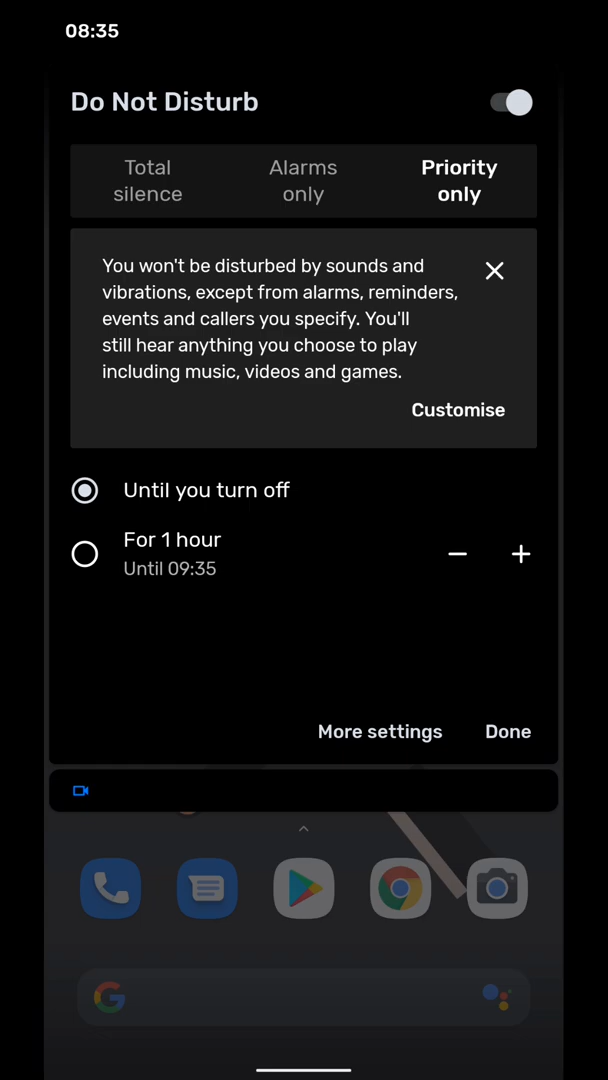 08:35
Do Not Disturb
Total
silence
Alarms
only
Priority
only
You won't be disturbed by sounds and
vibrations, except from alarms, reminders,
events and callers you specify. You'll
still hear anything you choose to play
including music, videos and games.
Customise
Until you turn off
For 1 hour
Until 09:35
More settings
Done